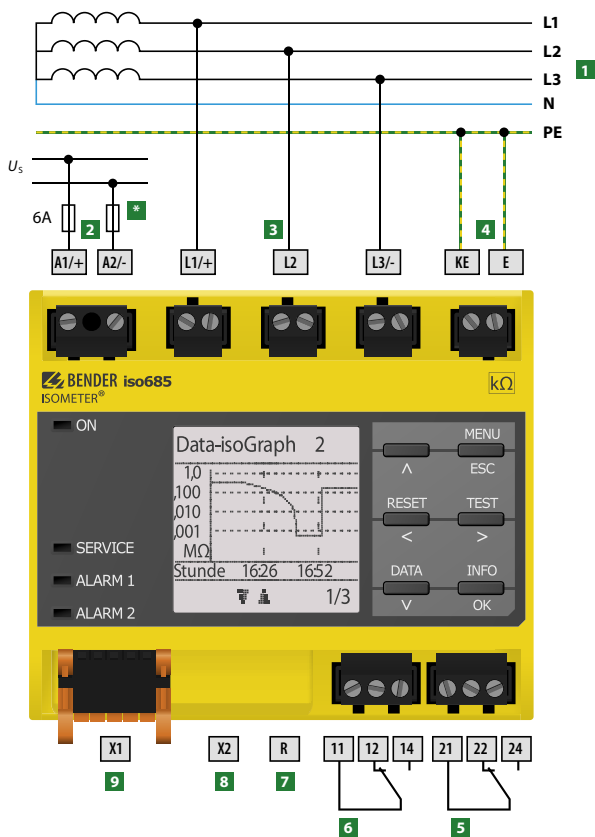 L1
L2
L3
1
N
PE
Us
6A
2
*
3
4
A1/+ A2/- L1/+ L2 L3/- KE E
BENDER iso685
ISOMETER®
kΩ
ON
SERVICE
ALARM 1
ALARM 2
Data-isoGraph 2
1,0
,100
,010
,001
MΩ
Stunde 16:26 16:52
1/3
MENU
∧ ESC
RESET TEST
< >
DATA INFO
∨ OK
X1 X2 R 11 12 14 21 22 24
9 8 7
6 5